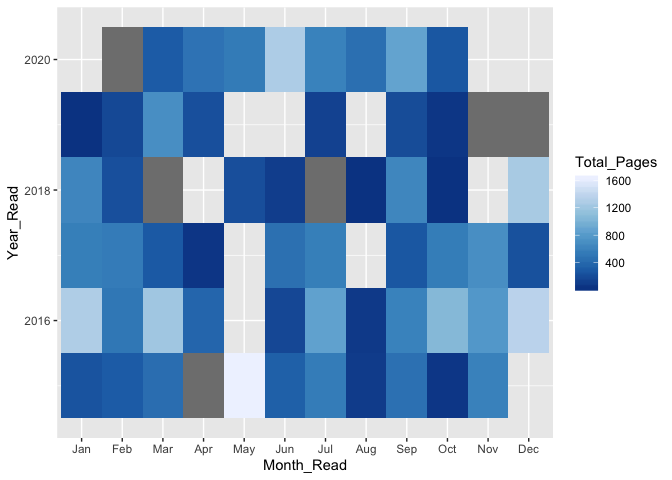 2020
2018
2016
Year_Read
Jan Feb Mar Apr May Jun Jul Aug Sep Oct Nov Dec
Month_Read
Total_Pages
1600
1200
800
400